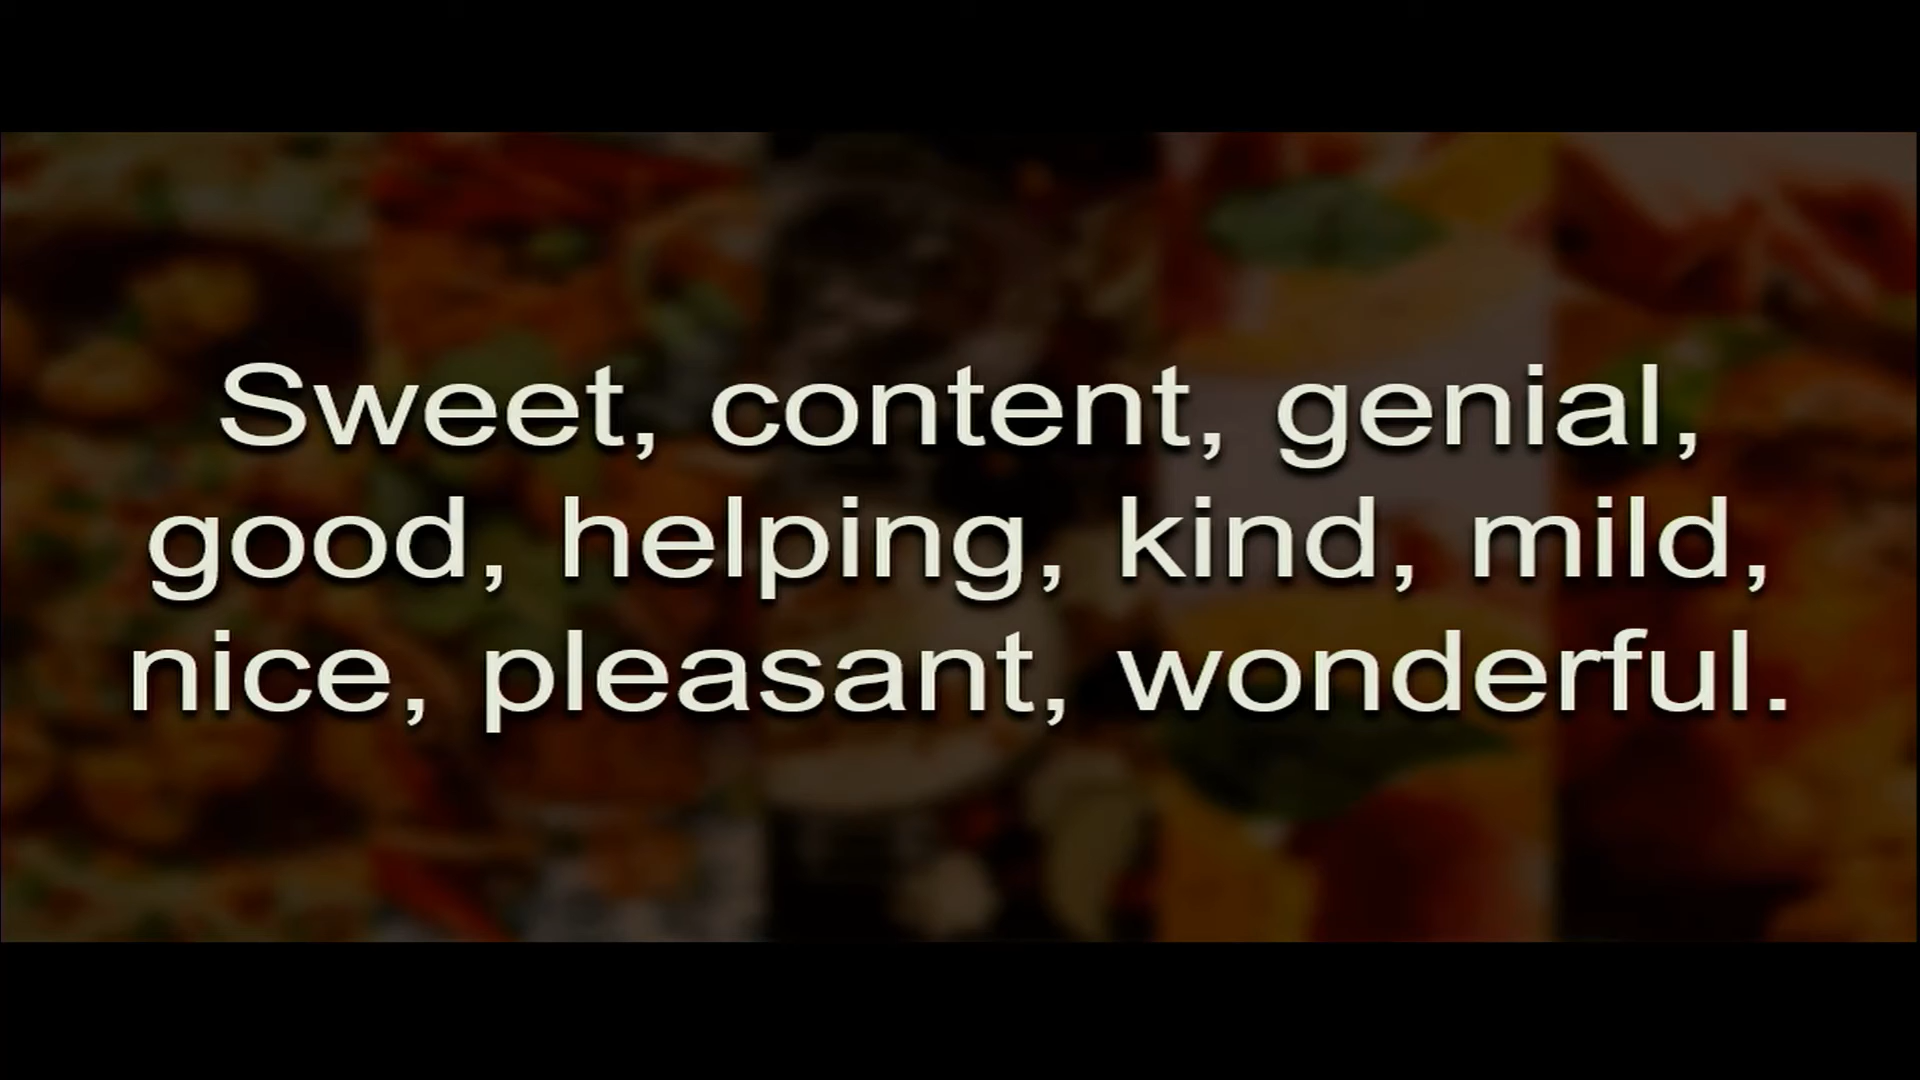 Sweet, content, genial,
good, helping, kind, mild,
nice, pleasant, wonderful.